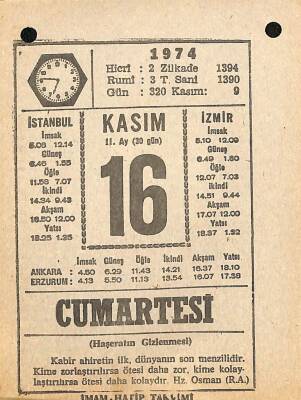 1974
Hicrî : 2 Zilkade 1394
Rumî : 3 T. Sani 1390
Gün : 320 Kasım: 9
İSTANBUL
İmsak
5.08 12.14
Güneş
6.46 1.55
Öğle
11.58 7.07
İkindi
14.34 9.43
Akşam
16.50 12.00
Yatsı
18.25 1.35
KASIM
11. Ay (30 gün)
16
İZMİR
İmsak
5.10 12.09
Güneş
6.49 1.50
Öğle
12.07 7.03
İkindi
14.51 9.44
Akşam
17.07 12.00
Yatsı
18.37 1.32
İmsak Güneş Öğle İkindi Akşam Yatsı
ANKARA : 4.50 6.29 11.43 14.21 16.37 18.10
ERZURUM : 4.13 5.50 11.13 13.54 16.07 17.38
CUMARTESİ
(Haşeratın Gizlenmesi)
Kabir ahiretin ilk, dünyanın son menzilidir.
Kime zorlaştırılırsa ötesi daha zor, kime kolay-
laştırılırsa ötesi daha kolaydır. Hz. Osman (R.A.)
İMAM-HATİP TAKVİMİ